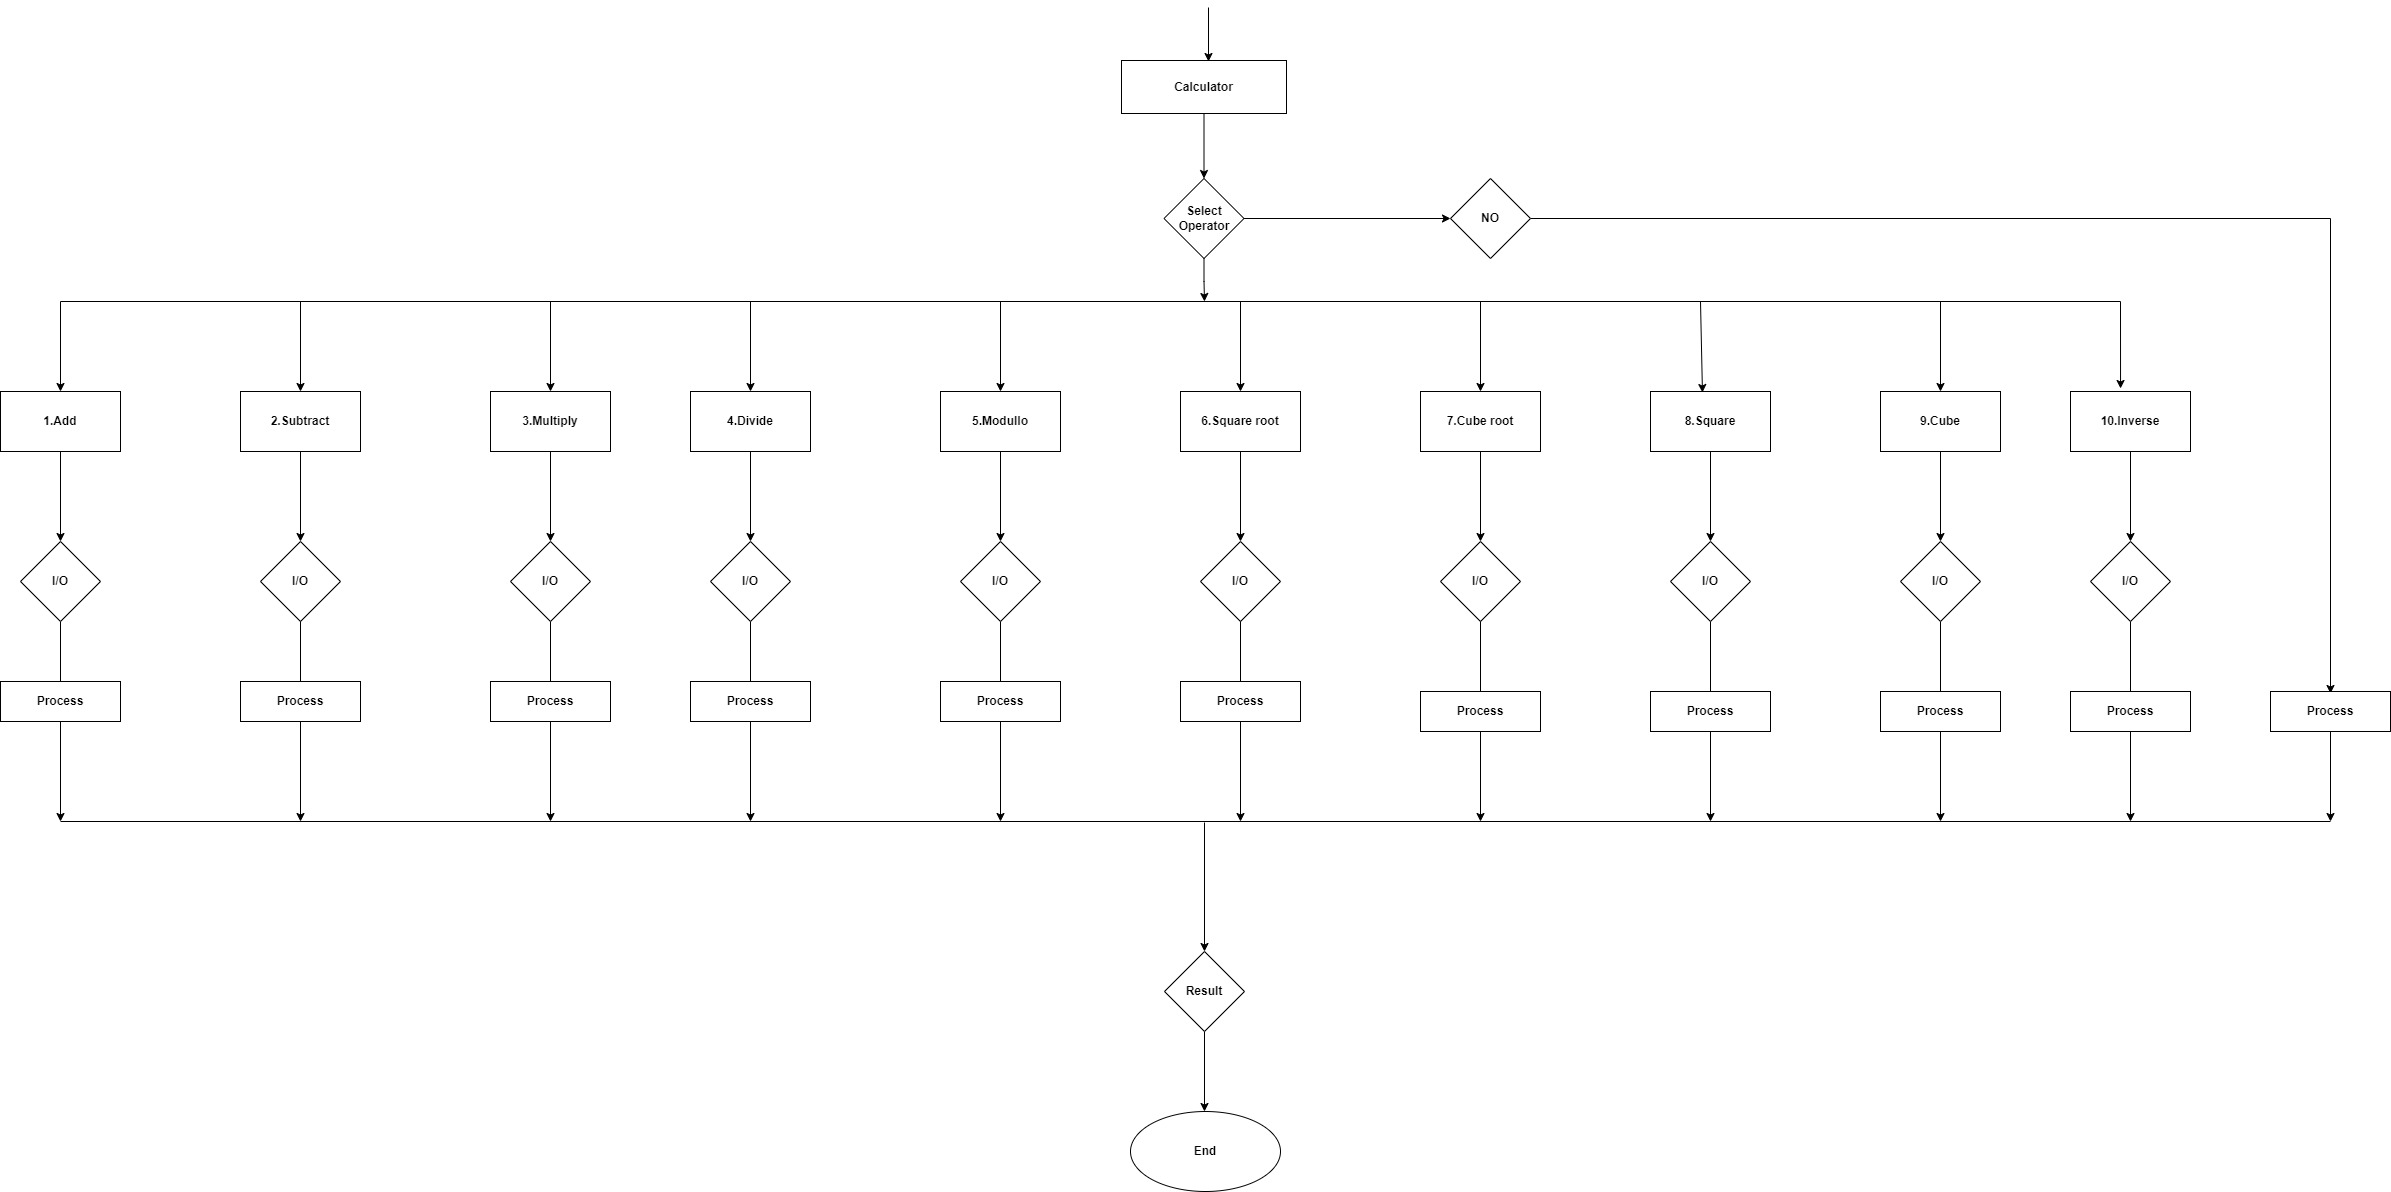 Calculator
Select
Operator
NO
1.Add
2.Subtract
3.Multiply
4.Divide
5.Modullo
6.Square root
7.Cube root
8.Square
9.Cube
10.Inverse
I/O
I/O
I/O
I/O
I/O
I/O
I/O
I/O
I/O
I/O
Process
Process
Process
Process
Process
Process
Process
Process
Process
Process
Process
Result
End